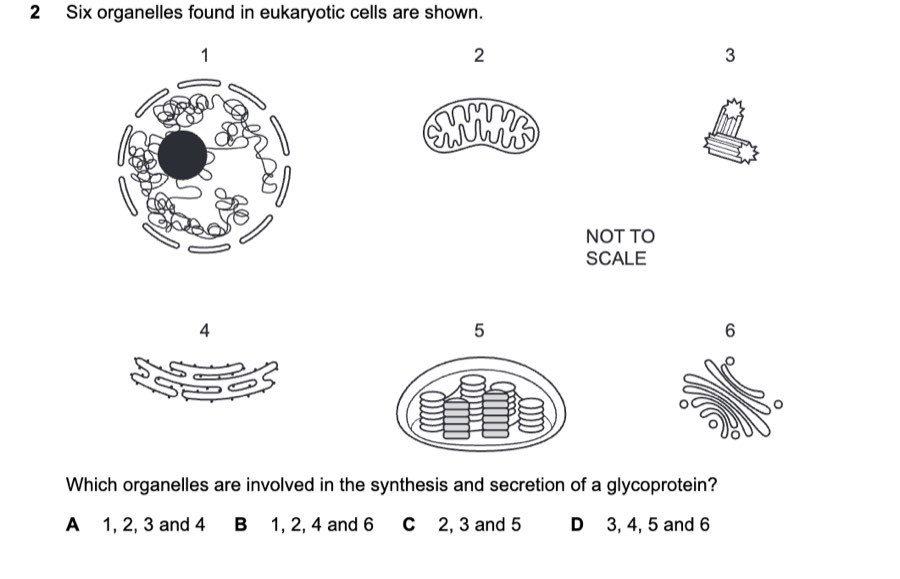 2 Six organelles found in eukaryotic cells are shown.
1 2 3
NOT TO
SCALE
4 5 6
Which organelles are involved in the synthesis and secretion of a glycoprotein?
A 1, 2, 3 and 4 B 1, 2, 4 and 6 C 2, 3 and 5 D 3, 4, 5 and 6